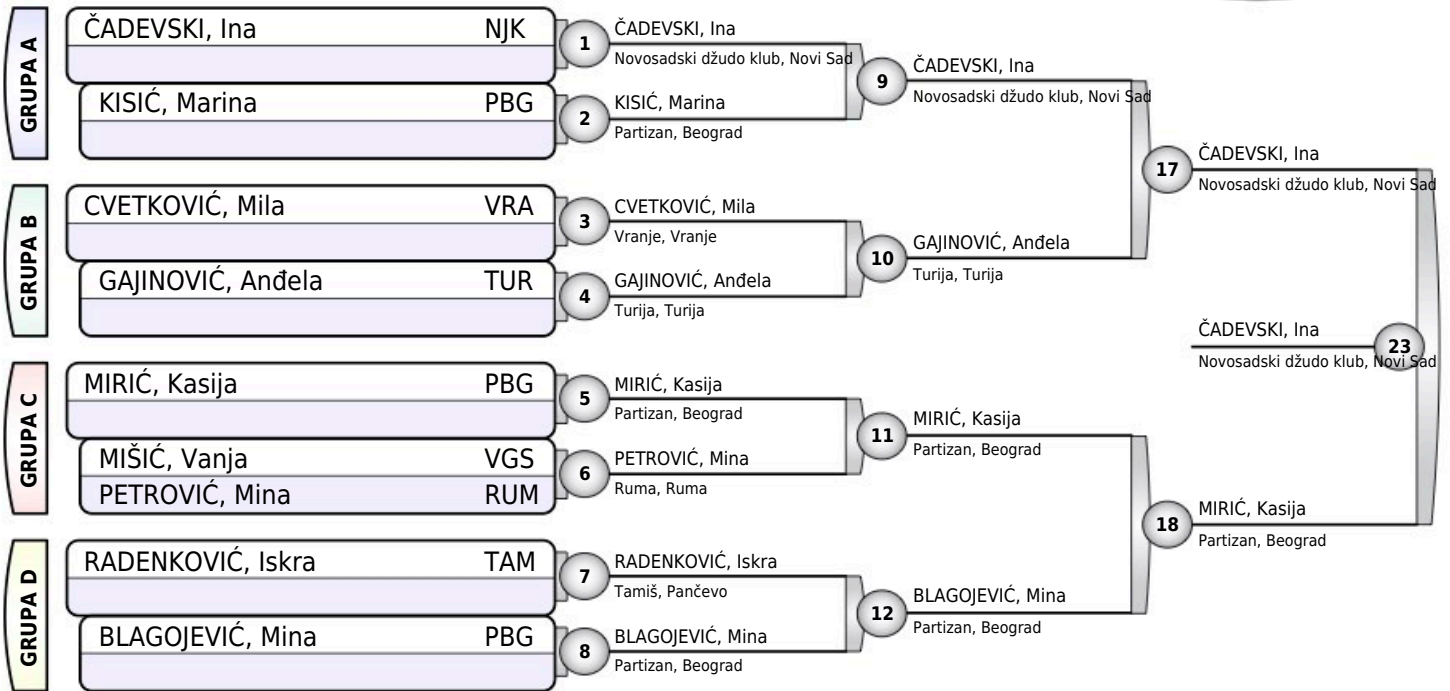 GRUPA A
ČADEVSKI, Ina NJK
KISIĆ, Marina PBG
GRUPA B
CVETKOVIĆ, Mila VRA
GAJINOVIĆ, Anđela TUR
GRUPA C
MIRIĆ, Kasija PBG
MIŠIĆ, Vanja VGS
PETROVIĆ, Mina RUM
GRUPA D
RADENKOVIĆ, Iskra TAM
BLAGOJEVIĆ, Mina PBG
1
ČADEVSKI, Ina
Novosadski džudo klub, Novi Sad
2
KISIĆ, Marina
Partizan, Beograd
3
CVETKOVIĆ, Mila
Vranje, Vranje
4
GAJINOVIĆ, Anđela
Turija, Turija
5
MIRIĆ, Kasija
Partizan, Beograd
6
PETROVIĆ, Mina
Ruma, Ruma
7
RADENKOVIĆ, Iskra
Tamiš, Pančevo
8
BLAGOJEVIĆ, Mina
Partizan, Beograd
9
ČADEVSKI, Ina
Novosadski džudo klub, Novi Sad
10
GAJINOVIĆ, Anđela
Turija, Turija
11
MIRIĆ, Kasija
Partizan, Beograd
12
BLAGOJEVIĆ, Mina
Partizan, Beograd
17
ČADEVSKI, Ina
Novosadski džudo klub, Novi Sad
18
MIRIĆ, Kasija
Partizan, Beograd
23
ČADEVSKI, Ina
Novosadski džudo klub, Novi Sad